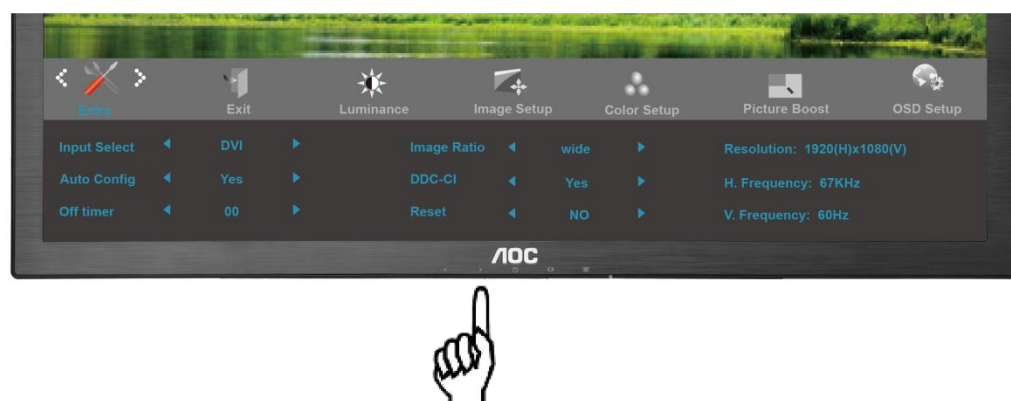 Extra Exit Luminance Image Setup Color Setup Picture Boost OSD Setup
Input Select DVI Image Ratio wide Resolution: 1920(H)x1080(V)
Auto Config Yes DDC-CI Yes H. Frequency: 67KHz
Off timer 00 Reset NO V. Frequency: 60Hz
AOC